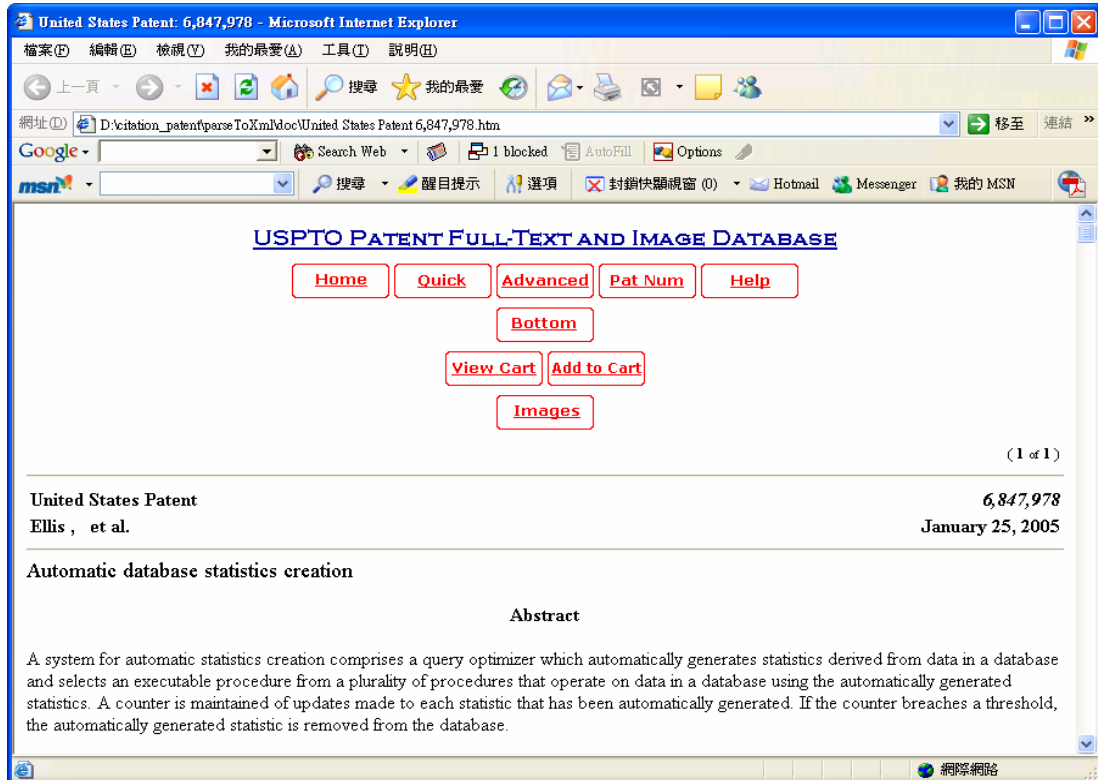 United States Patent: 6,847,978 - Microsoft Internet Explorer
檔案(F) 編輯(E) 檢視(V) 我的最愛(A) 工具(T) 說明(H)
上一頁 搜尋 我的最愛
網址(D) D:\citation_patent\parseToXml\doc\United States Patent 6,847,978.htm 移至 連結 »
Google Search Web 1 blocked AutoFill Options
msn 搜尋 醒目提示 選項 封鎖快顯視窗 (0) Hotmail Messenger 我的 MSN
USPTO Patent Full-Text and Image Database
Home Quick Advanced Pat Num Help
Bottom
View Cart Add to Cart
Images
( 1 of 1 )
United States Patent 6,847,978
Ellis , et al. January 25, 2005
Automatic database statistics creation
Abstract
A system for automatic statistics creation comprises a query optimizer which automatically generates statistics derived from data in a database
and selects an executable procedure from a plurality of procedures that operate on data in a database using the automatically generated
statistics. A counter is maintained of updates made to each statistic that has been automatically generated. If the counter breaches a threshold,
the automatically generated statistic is removed from the database.
網際網路